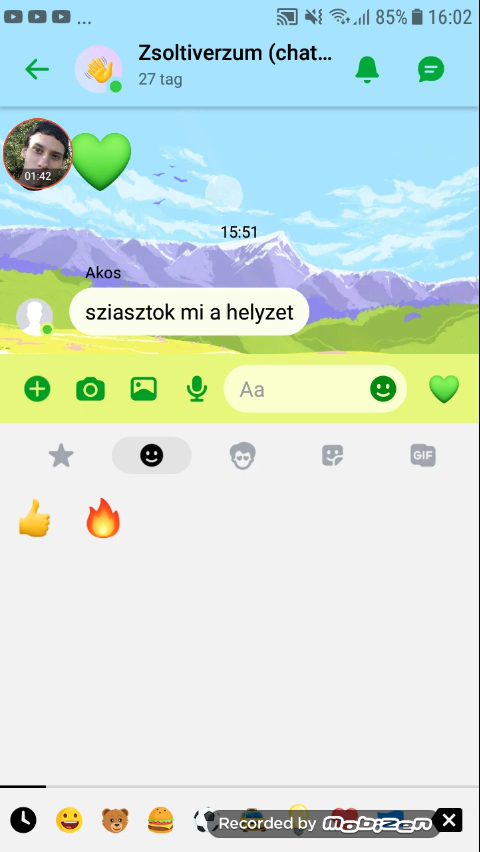 ... 85% 16:02
Zsoltiverzum (chat…
27 tag
01:42
15:51
Akos
sziasztok mi a helyzet
Aa
GIF
Recorded by mobizen